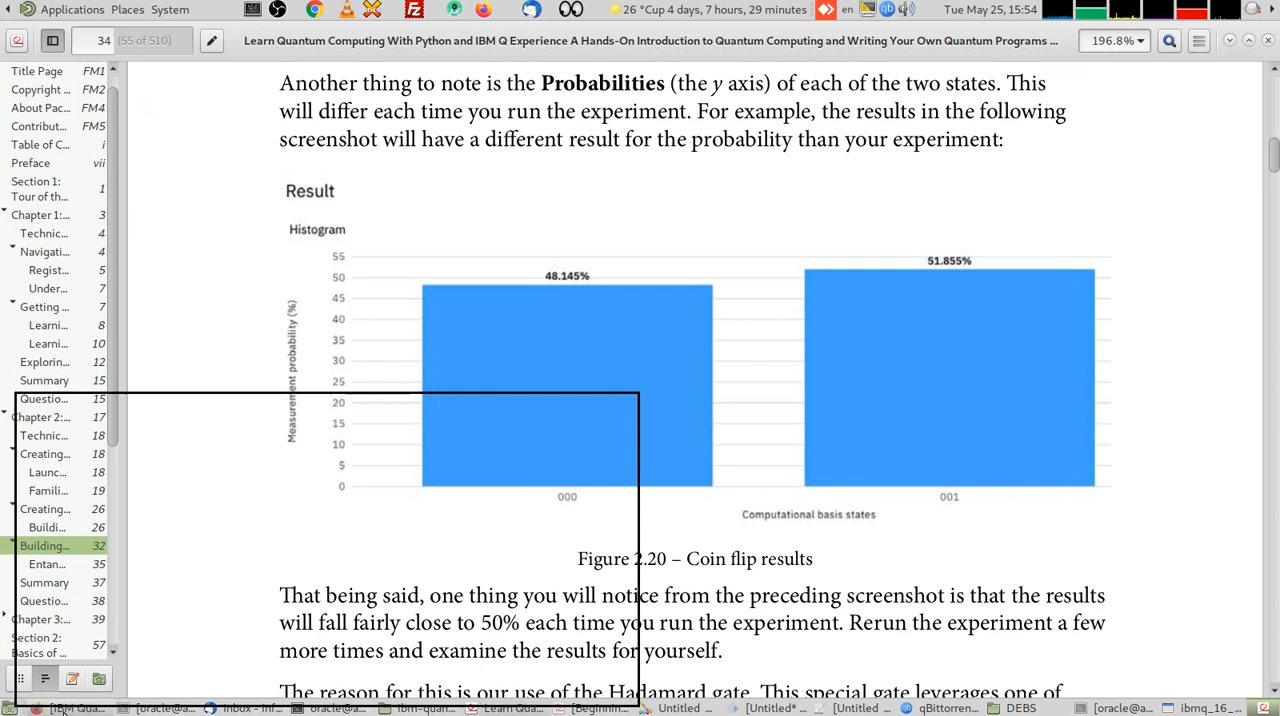 Applications Places System
26 °C up 4 days, 7 hours, 29 minutes
en
Tue May 25, 15:54
34 (55 of 510)
Learn Quantum Computing With Python and IBM Q Experience A Hands-On Introduction to Quantum Computing and Writing Your Own Quantum Programs ...
196.8%
Title Page FM1
Copyright ... FM2
About Pac... FM4
Contribut... FM5
Table of C... i
Preface vii
Section 1:
Tour of th... 1
Chapter 1:... 3
Technic... 4
Navigati... 4
Regist... 5
Under... 7
Getting ... 7
Learni... 8
Learni... 10
Explorin... 12
Summary 15
Questio... 15
Chapter 2:... 17
Technic... 18
Creating... 18
Launc... 18
Famili... 19
Creating... 26
Buildi... 26
Building... 32
Entan... 35
Summary 37
Questio... 38
Chapter 3:... 39
Section 2:
Basics of ... 57
Another thing to note is the Probabilities (the y axis) of each of the two states. This
will differ each time you run the experiment. For example, the results in the following
screenshot will have a different result for the probability than your experiment:
Result
Histogram
Measurement probability (%)
55
50
45
40
35
30
25
20
15
10
5
0
48.145%
51.855%
000
001
Computational basis states
Figure 2.20 – Coin flip results
That being said, one thing you will notice from the preceding screenshot is that the results
will fall fairly close to 50% each time you run the experiment. Rerun the experiment a few
more times and examine the results for yourself.
The reason for this is our use of the Hadamard gate. This special gate leverages one of
[IBM Qua...
[oracle@a...
Inbox - Inf...
oracle@a...
ibm-quan...
Learn Qua...
[Beginnin...
Untitled ...
[Untitled* ...
[Untitled ...
qBittorren...
DEBS
[oracle@a...
ibmq_16_...